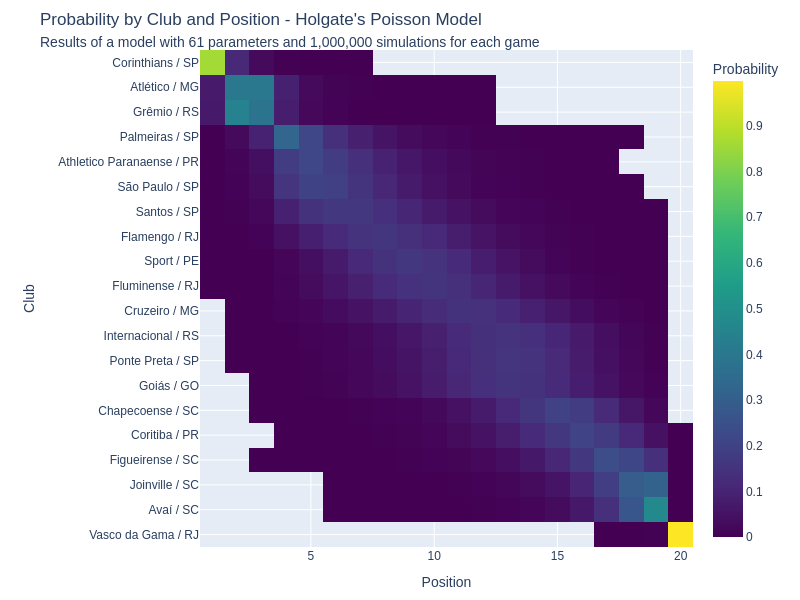 Probability by Club and Position - Holgate's Poisson Model
Results of a model with 61 parameters and 1,000,000 simulations for each game
Probability
Club
Corinthians / SP
Atlético / MG
Grêmio / RS
Palmeiras / SP
Athletico Paranaense / PR
São Paulo / SP
Santos / SP
Flamengo / RJ
Sport / PE
Fluminense / RJ
Cruzeiro / MG
Internacional / RS
Ponte Preta / SP
Goiás / GO
Chapecoense / SC
Coritiba / PR
Figueirense / SC
Joinville / SC
Avaí / SC
Vasco da Gama / RJ
0.9
0.8
0.7
0.6
0.5
0.4
0.3
0.2
0.1
0
5 10 15 20
Position